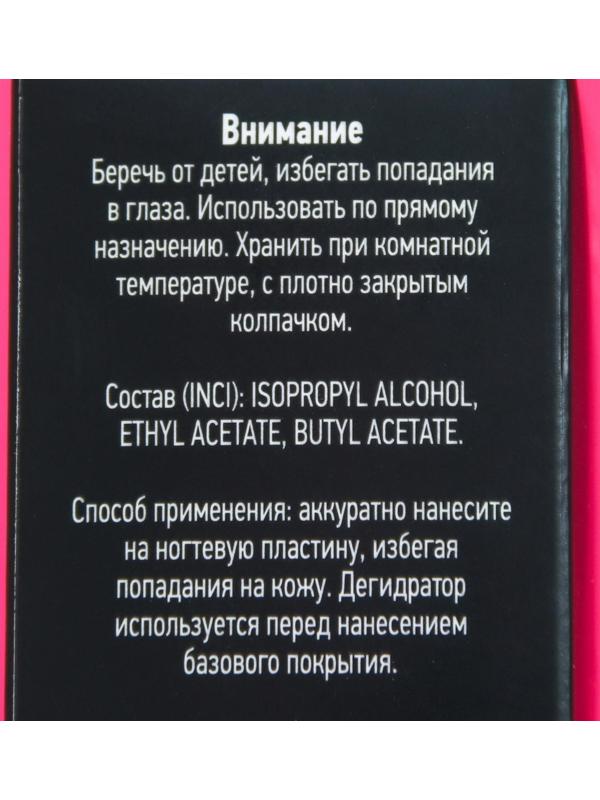 Внимание
Беречь от детей, избегать попадания
в глаза. Использовать по прямому
назначению. Хранить при комнатной
температуре, с плотно закрытым
колпачком.
Состав (INCI): ISOPROPYL ALCOHOL,
ETHYL ACETATE, BUTYL ACETATE.
Способ применения: аккуратно нанесите
на ногтевую пластину, избегая
попадания на кожу. Дегидратор
используется перед нанесением
базового покрытия.